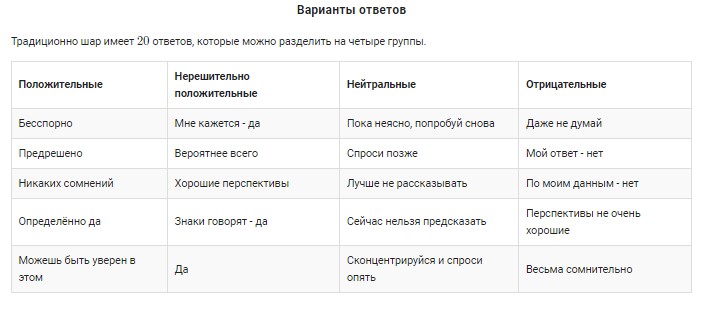 Варианты ответов
Традиционно шар имеет 20 ответов, которые можно разделить на четыре группы.
Положительные
Нерешительно
положительные
Нейтральные
Отрицательные
Бесспорно
Мне кажется - да
Пока неясно, попробуй снова
Даже не думай
Предрешено
Вероятнее всего
Спроси позже
Мой ответ - нет
Никаких сомнений
Хорошие перспективы
Лучше не рассказывать
По моим данным - нет
Определённо да
Знаки говорят - да
Сейчас нельзя предсказать
Перспективы не очень
хорошие
Можешь быть уверен в
этом
Да
Сконцентрируйся и спроси
опять
Весьма сомнительно